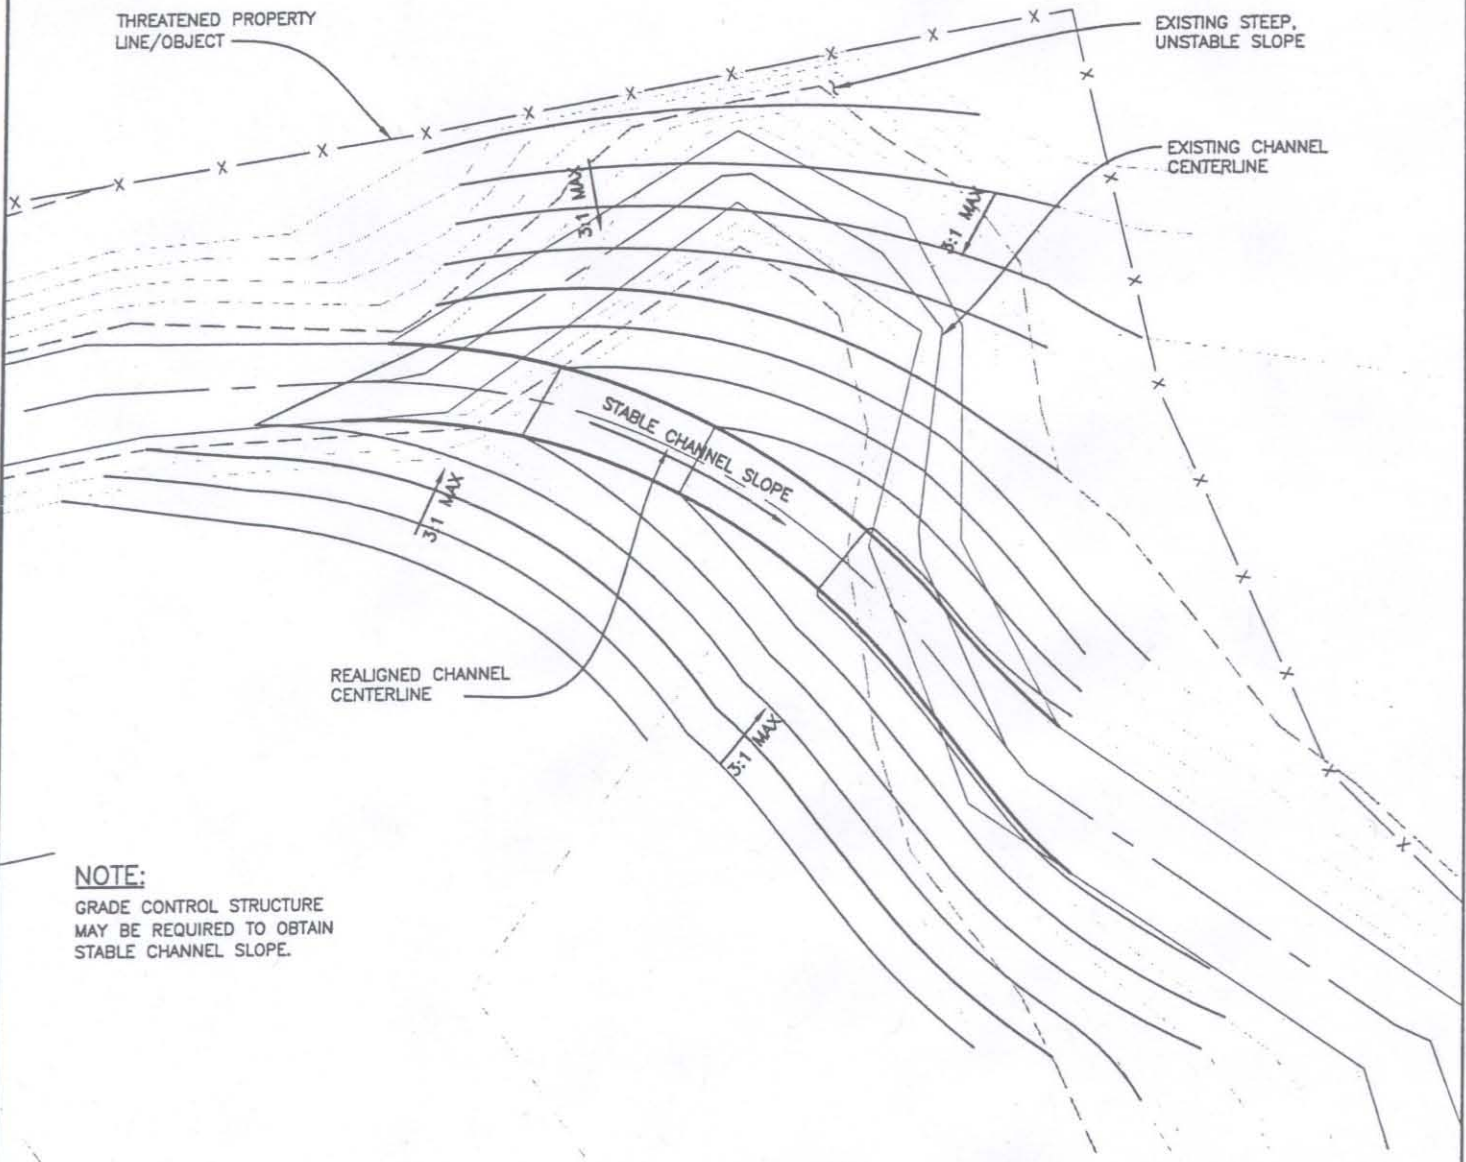 THREATENED PROPERTY
LINE/OBJECT
EXISTING STEEP,
UNSTABLE SLOPE
EXISTING CHANNEL
CENTERLINE
3:1 MAX
3:1 MAX
STABLE CHANNEL SLOPE
3:1 MAX
REALIGNED CHANNEL
CENTERLINE
3:1 MAX
NOTE:
GRADE CONTROL STRUCTURE
MAY BE REQUIRED TO OBTAIN
STABLE CHANNEL SLOPE.